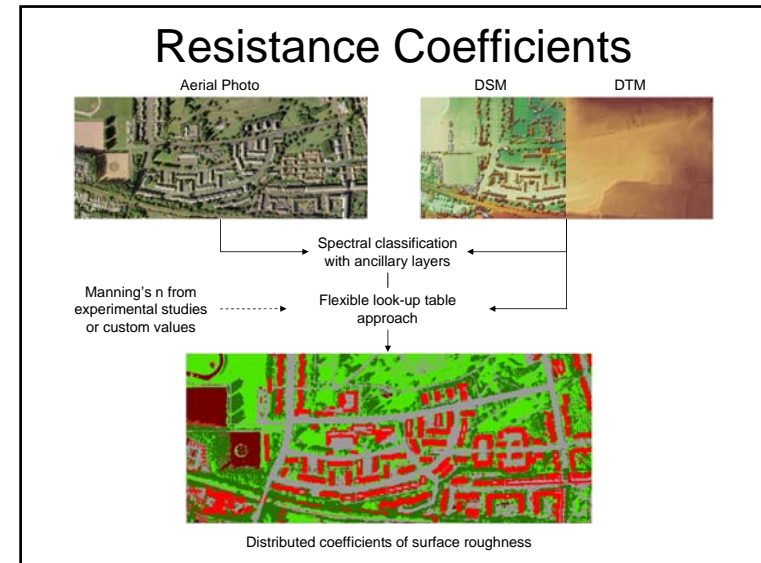 Resistance Coefficients
Aerial Photo
DSM
DTM
Spectral classification
with ancillary layers
Manning's n from
experimental studies
or custom values
Flexible look-up table
approach
Distributed coefficients of surface roughness